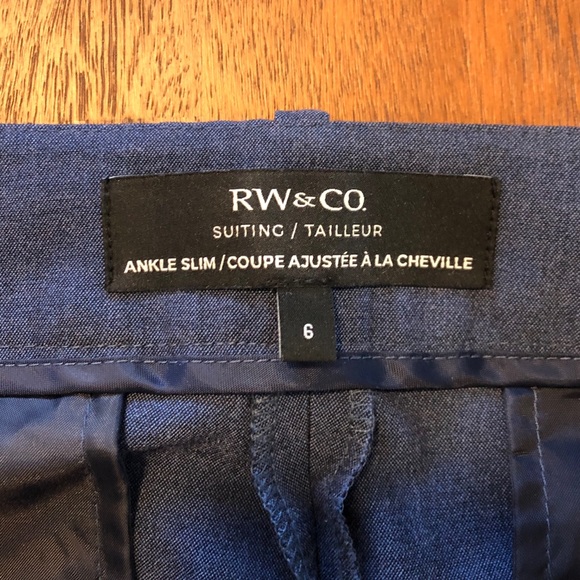 RW&CO.
SUITING / TAILLEUR
ANKLE SLIM / COUPE AJUSTÉE À LA CHEVILLE
6